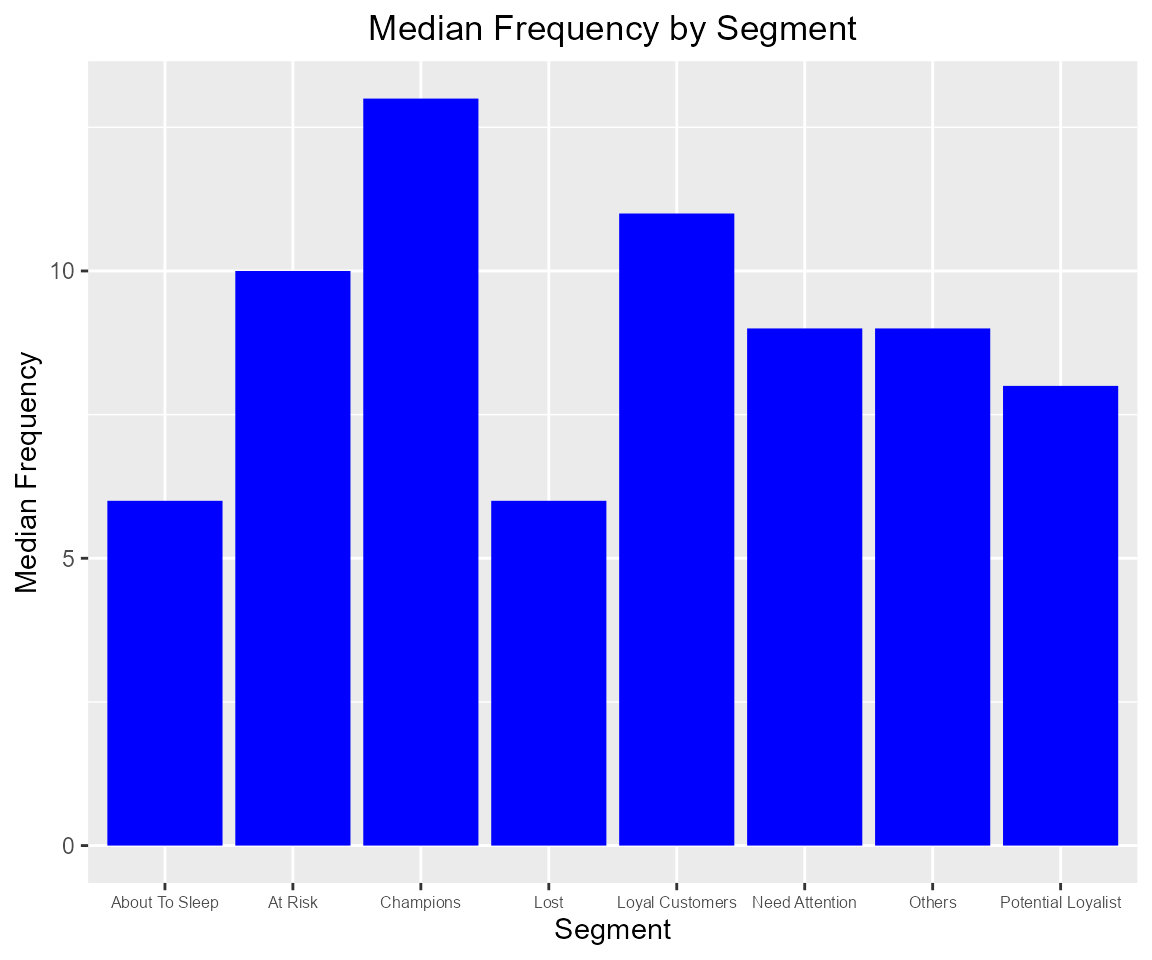 Median Frequency by Segment
Median Frequency
10
5
0
About To Sleep At Risk Champions Lost Loyal Customers Need Attention Others Potential Loyalist
Segment